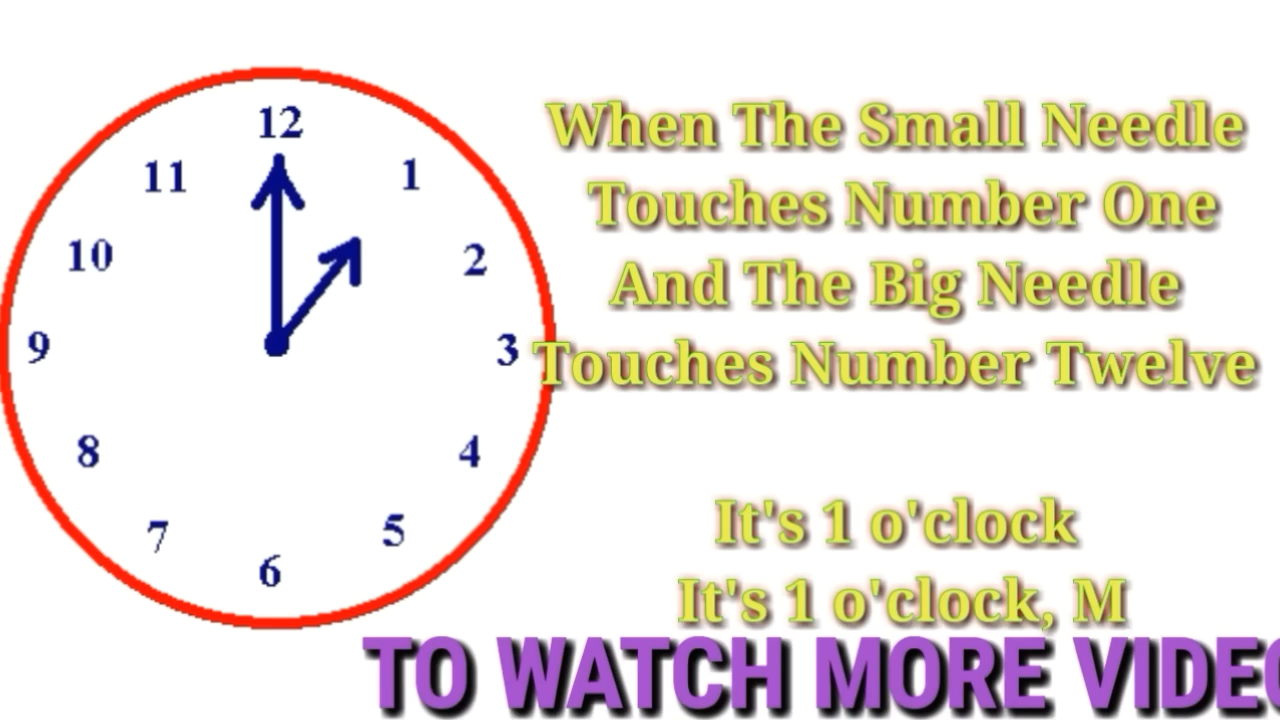 12
11 1
10 2
9 3
8 4
7 5
6
When The Small Needle
Touches Number One
And The Big Needle
Touches Number Twelve
It's 1 o'clock
It's 1 o'clock, M
TO WATCH MORE